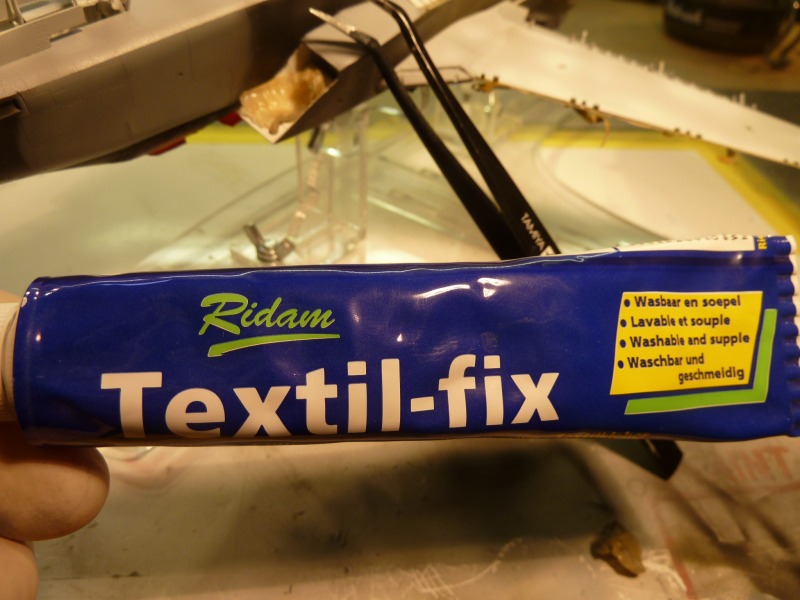 TAMIYA
Ridam
Textil-fix
• Wasbaar en soepel
• Lavable et souple
• Washable and supple
• Waschbar und
geschmeidig